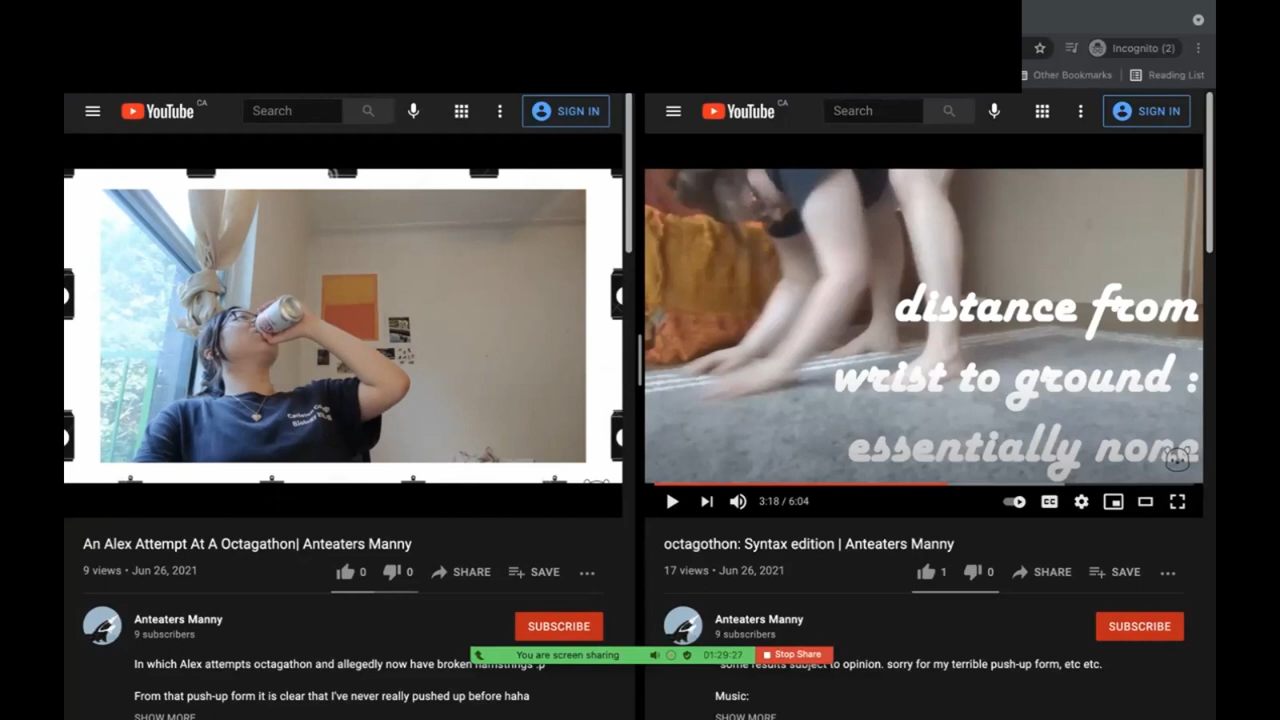 Incognito (2)
Other Bookmarks
Reading List
YouTube CA
Search
SIGN IN
YouTube CA
Search
SIGN IN
distance from
wrist to ground :
essentially none
3:18 / 6:04
An Alex Attempt At A Octagathon| Anteaters Manny
9 views • Jun 26, 2021
0
0
SHARE
SAVE
Anteaters Manny
9 subscribers
SUBSCRIBE
In which Alex attempts octagathon and allegedly now have broken hamstrings :p
From that push-up form it is clear that I've never really pushed up before haha
SHOW MORE
octagothon: Syntax edition | Anteaters Manny
17 views • Jun 26, 2021
1
0
SHARE
SAVE
Anteaters Manny
9 subscribers
SUBSCRIBE
some results subject to opinion. sorry for my terrible push-up form, etc etc.
Music:
SHOW MORE
You are screen sharing
01:29:27
Stop Share